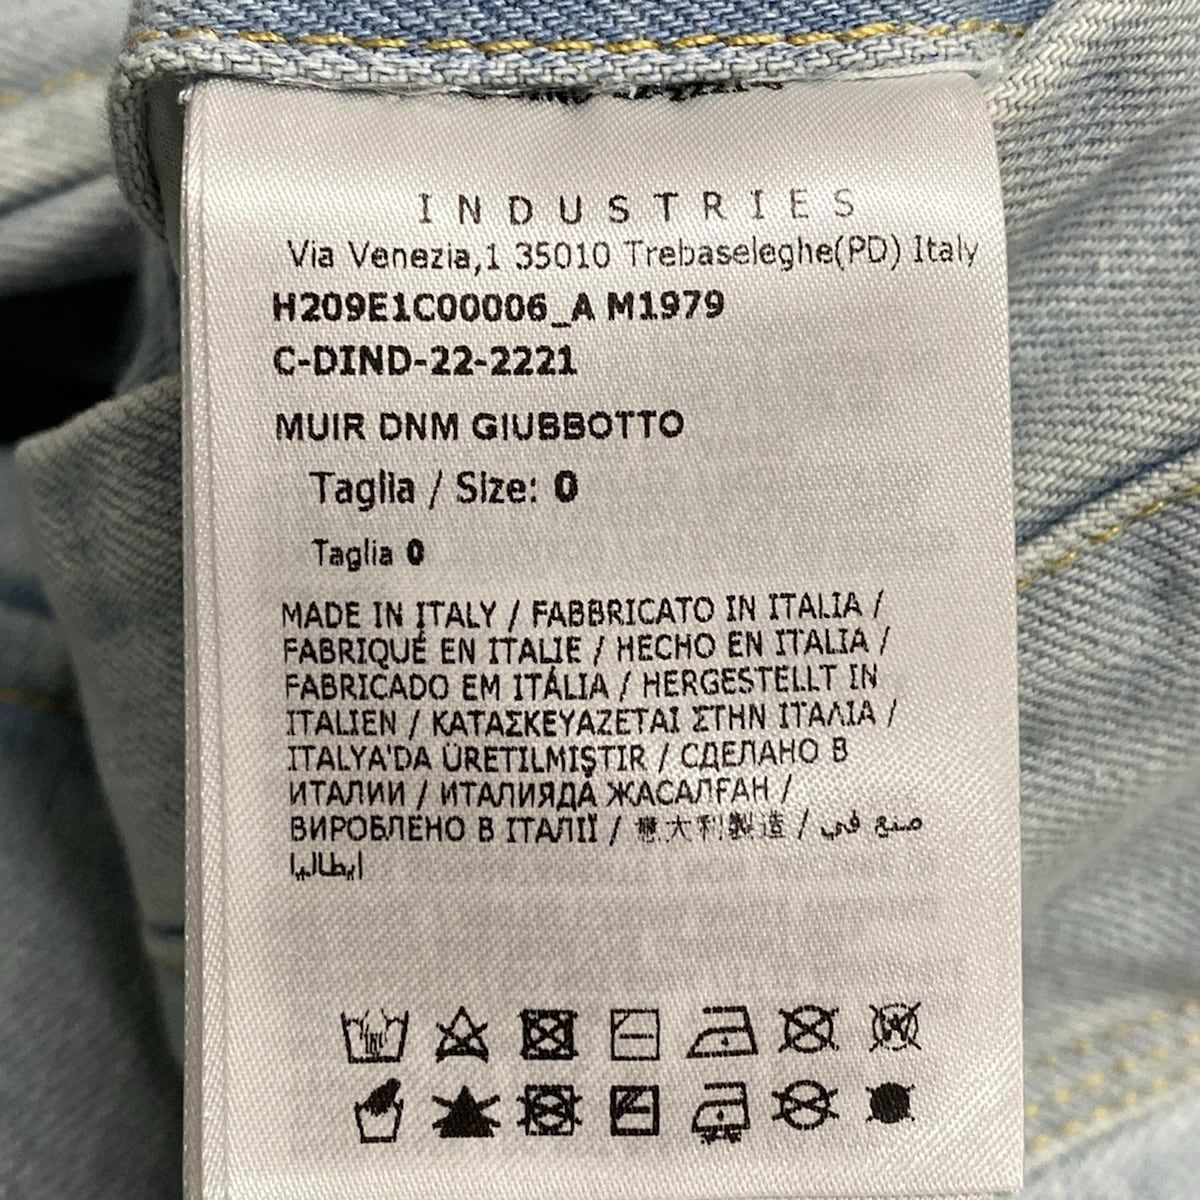 INDUSTRIES
Via Venezia,1 35010 Trebaseleghe(PD) Italy
H209E1C00006_A M1979
C-DIND-22-2221
MUIR DNM GIUBBOTTO
Taglia / Size: 0
Taglia 0
MADE IN ITALY / FABBRICATO IN ITALIA /
FABRIQUÉ EN ITALIE / HECHO EN ITALIA /
FABRICADO EM ITÁLIA / HERGESTELLT IN
ITALIEN / ΚΑΤΑΣΚΕΥΑΖΕΤΑΙ ΣΤΗΝ ΙΤΑΛΙΑ /
ITALYA'DA ÜRETILMIŞTIR / СДЕЛАНО В
ИТАЛИИ / ИТАЛИЯДА ЖАСАЛҒАН /
ВИРОБЛЕНО В ІТАЛІЇ / 意大利製造 / صنع في
إيطاليا